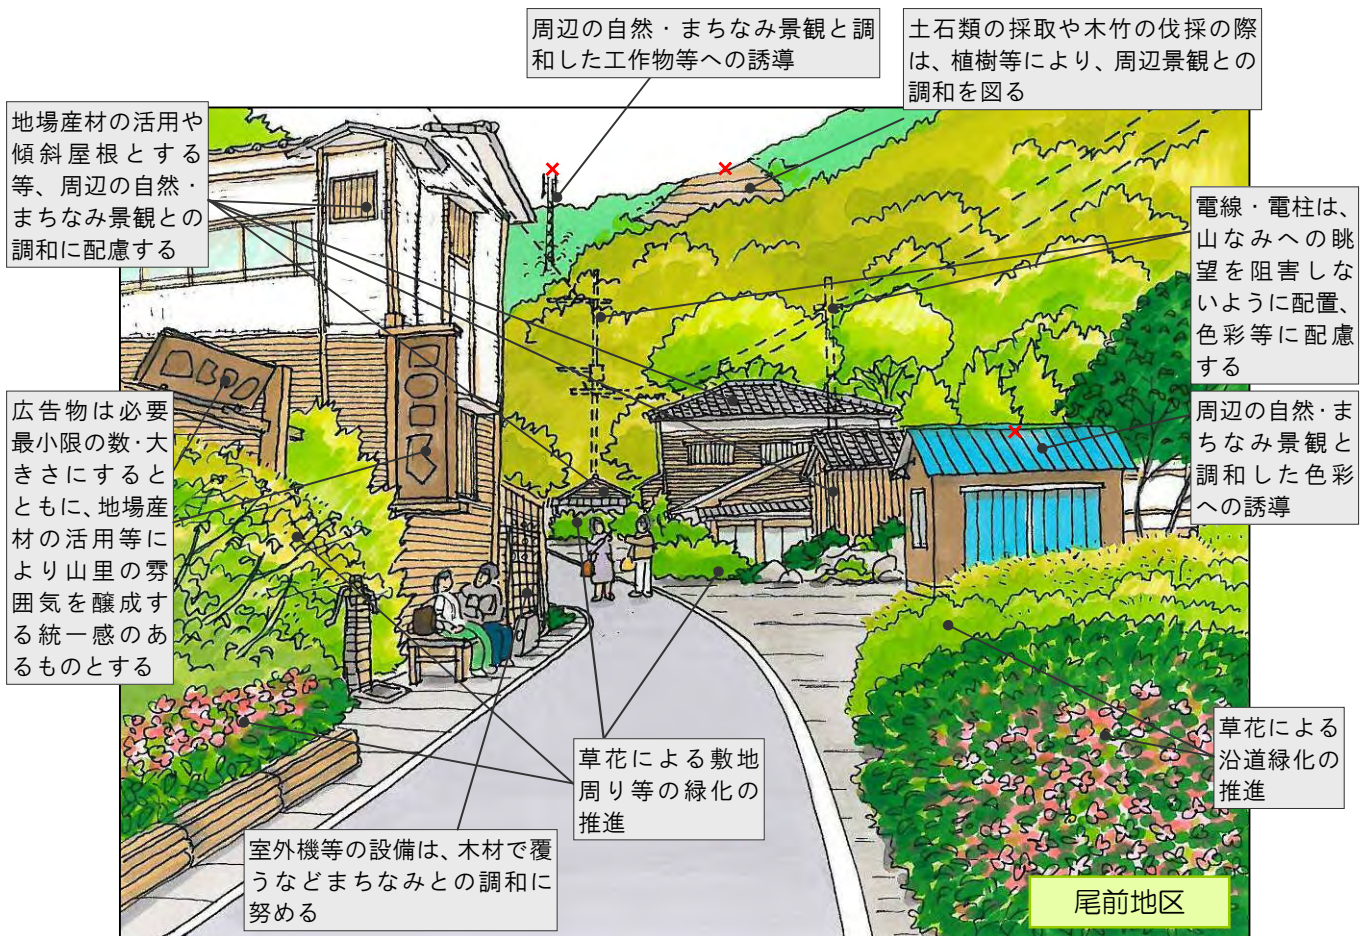 周辺の自然・まちなみ景観と調
和した工作物等への誘導
土石類の採取や木竹の伐採の際
は、植樹等により、周辺景観との
調和を図る
地場産材の活用や
傾斜屋根とする
等、周辺の自然・
まちなみ景観との
調和に配慮する
電線・電柱は、
山なみへの眺
望を阻害しな
いように配置、
色彩等に配慮
する
広告物は必要
最小限の数・大
きさにすると
ともに、地場産
材の活用等に
より山里の雰
囲気を醸成す
る統一感のあ
るものとする
周辺の自然・ま
ちなみ景観と
調和した色彩
への誘導
草花による敷地
周り等の緑化の
推進
草花による
沿道緑化の
推進
室外機等の設備は、木材で覆
うなどまちなみとの調和に
努める
尾前地区